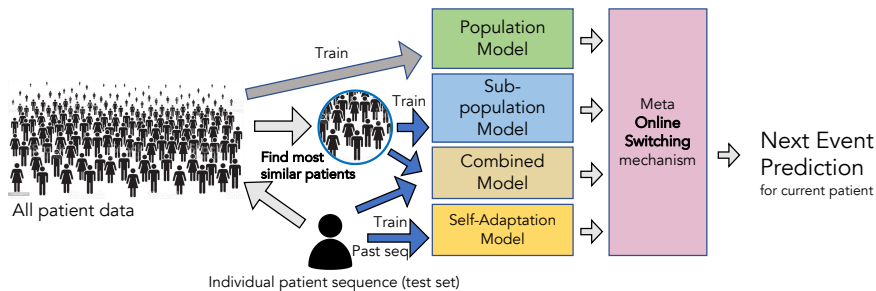 Train
Population
Model
Train
Sub-
population
Model
Find most
similar patients
Combined
Model
All patient data
Train
Past seq
Self-Adaptation
Model
Individual patient sequence (test set)
Meta
Online
Switching
mechanism
Next Event
Prediction
for current patient